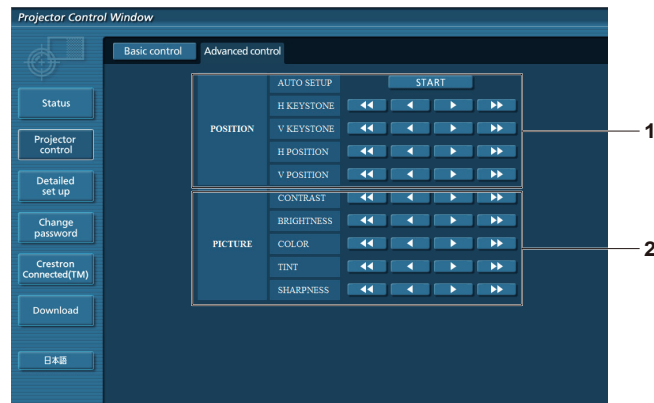 Projector Control Window
Basic control
Advanced control
Status
Projector
control
Detailed
set up
Change
password
Crestron
Connected(TM)
Download
日本語
POSITION
AUTO SETUP START
H KEYSTONE
V KEYSTONE
H POSITION
V POSITION
1
PICTURE
CONTRAST
BRIGHTNESS
COLOR
TINT
SHARPNESS
2